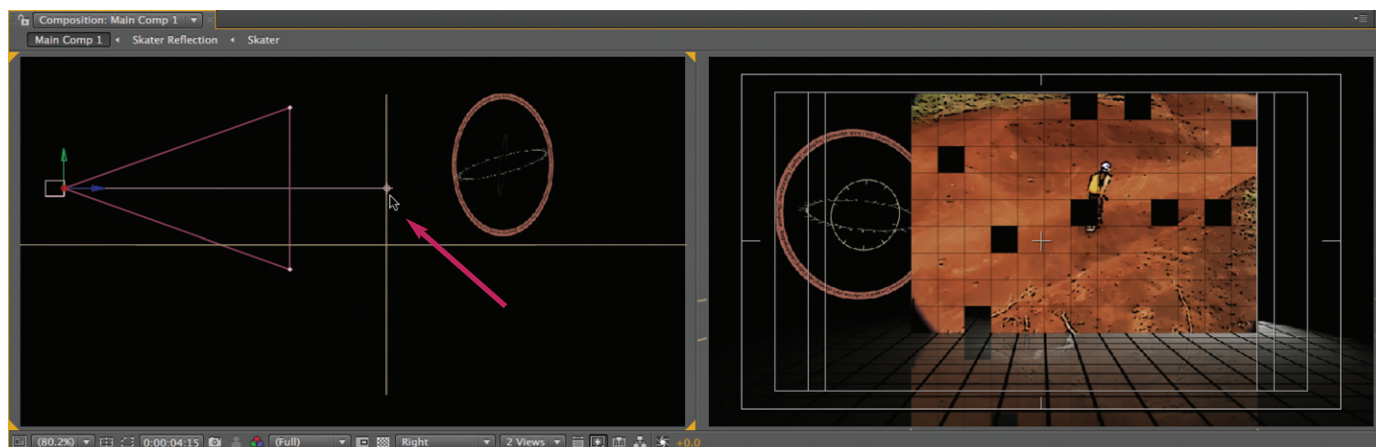 Composition: Main Comp 1
Main Comp 1 Skater Reflection Skater
(80.2%) 0:00:04:15 (Full) Right 2 Views +0.0